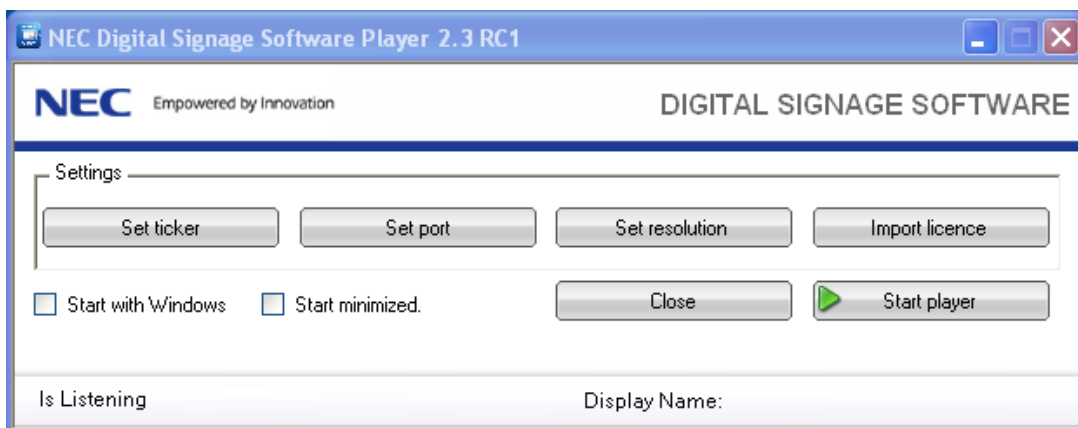 NEC Digital Signage Software Player 2.3 RC1
NEC Empowered by Innovation DIGITAL SIGNAGE SOFTWARE
Settings
Set ticker Set port Set resolution Import licence
Start with Windows Start minimized. Close Start player
Is Listening Display Name: